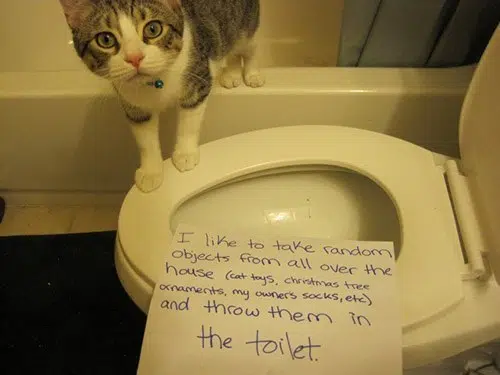 I like to take random
objects from all over the
house (cat toys, christmas tree
ornaments, my owners socks, etc)
and throw them in
the toilet.